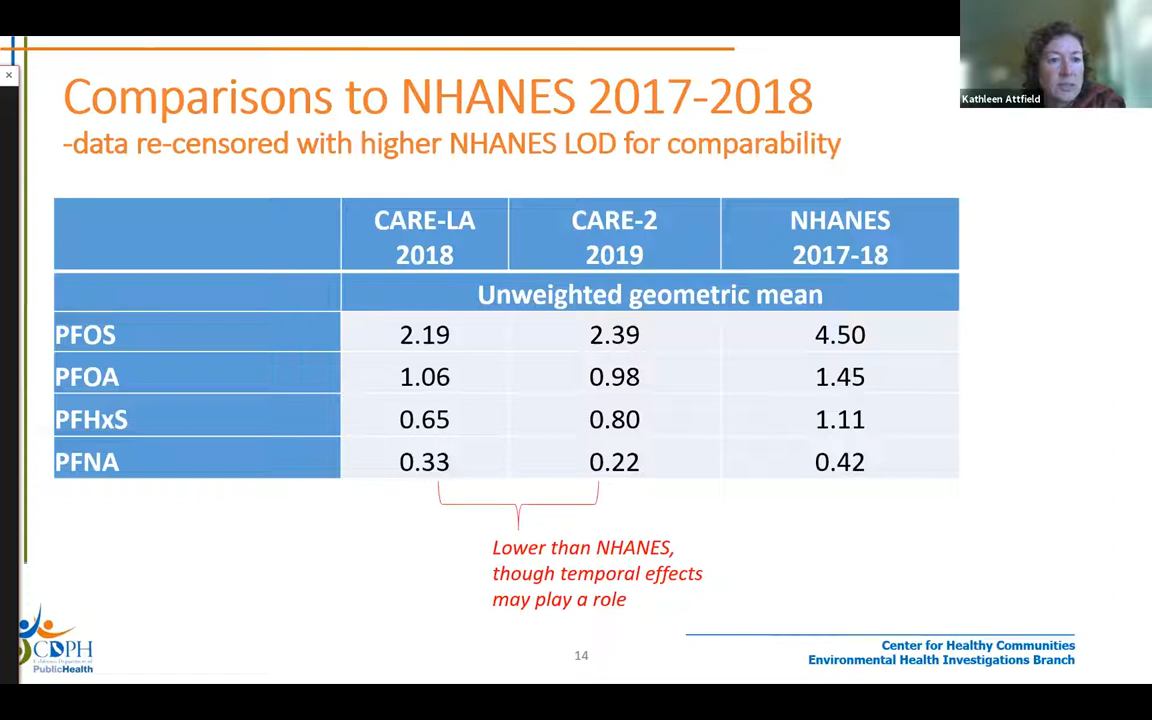 Comparisons to NHANES 2017-2018
-data re-censored with higher NHANES LOD for comparability
Kathleen Attfield
CARE-LA 2018 CARE-2 2019 NHANES 2017-18
Unweighted geometric mean
PFOS 2.19 2.39 4.50
PFOA 1.06 0.98 1.45
PFHxS 0.65 0.80 1.11
PFNA 0.33 0.22 0.42
Lower than NHANES,
though temporal effects
may play a role
CDPH
PublicHealth
14
Center for Healthy Communities
Environmental Health Investigations Branch